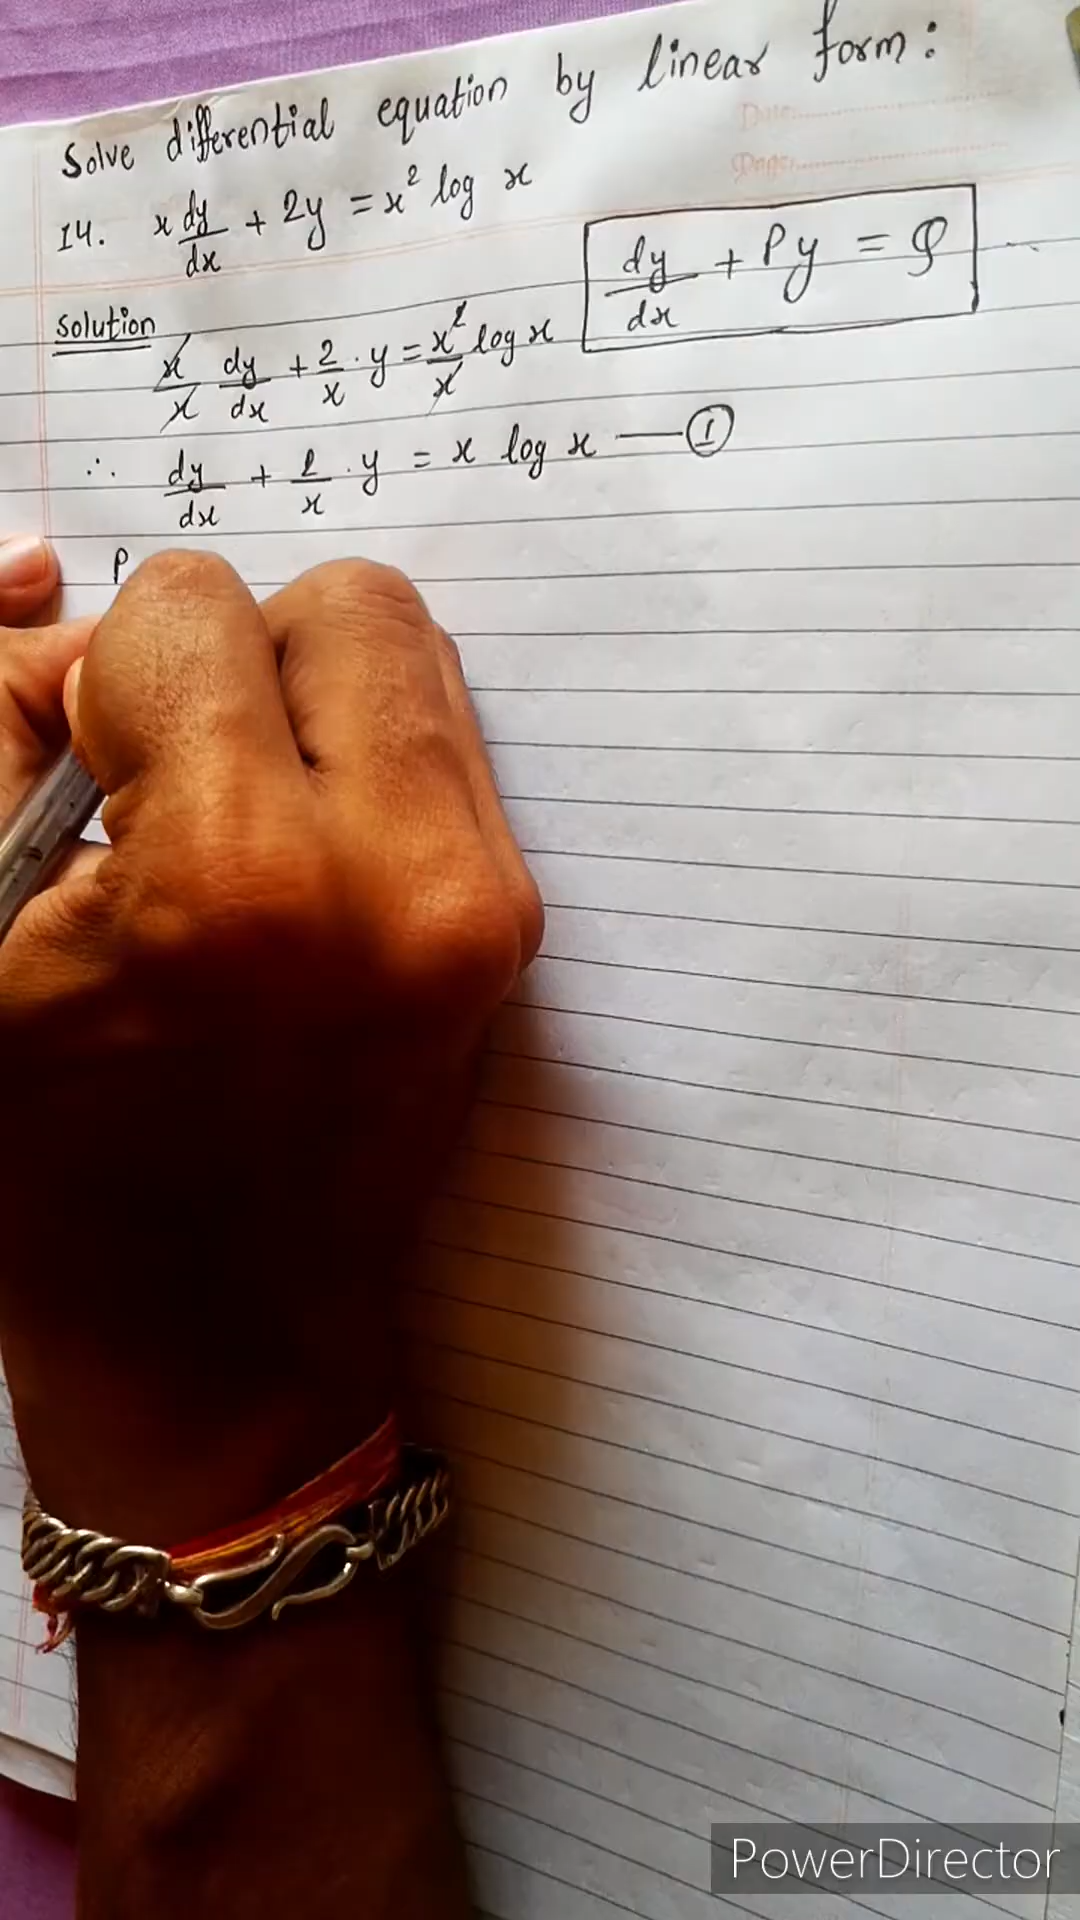 Solve differential equation by linear form:
Date
Page
14. x dy/dx + 2y = x² log x
dy/dx + Py = Q
Solution
x/x dy/dx + 2/x · y = x²/x log x
∴ dy/dx + 2/x · y = x log x — ①
P
PowerDirector